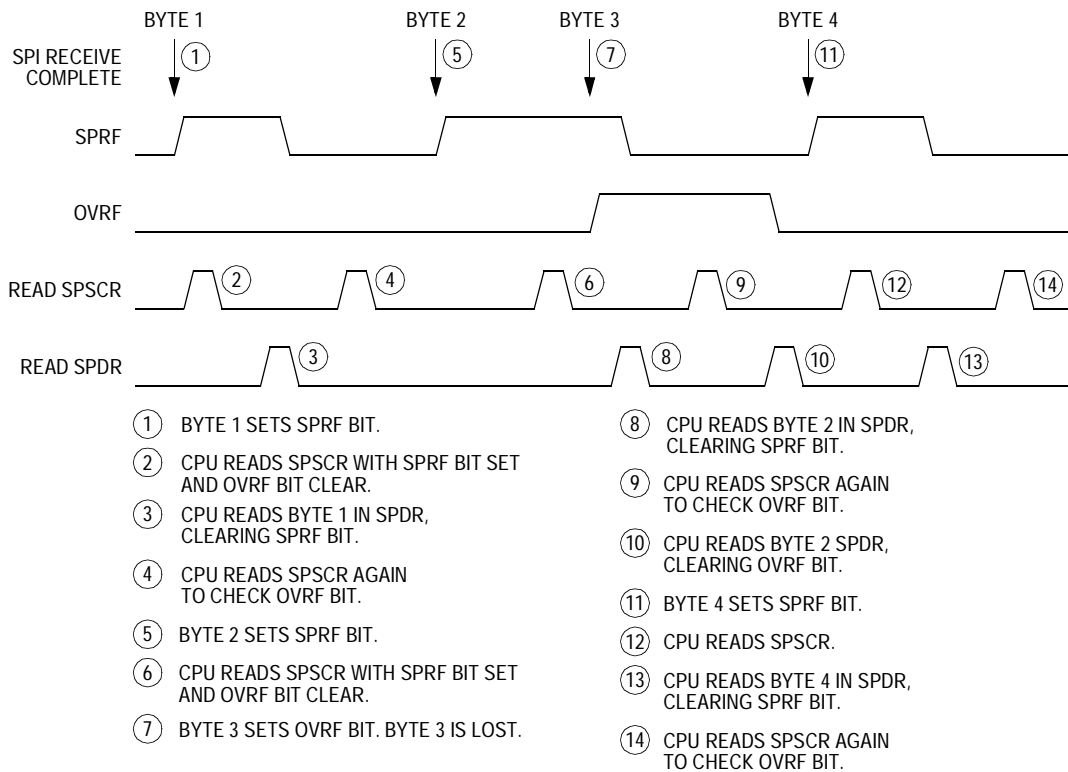 BYTE 1 BYTE 2 BYTE 3 BYTE 4
SPI RECEIVE
COMPLETE
1 5 7 11
SPRF
OVRF
READ SPSCR
2 4 6 9 12 14
READ SPDR
3 8 10 13
1 BYTE 1 SETS SPRF BIT.
2 CPU READS SPSCR WITH SPRF BIT SET
AND OVRF BIT CLEAR.
3 CPU READS BYTE 1 IN SPDR,
CLEARING SPRF BIT.
4 CPU READS SPSCR AGAIN
TO CHECK OVRF BIT.
5 BYTE 2 SETS SPRF BIT.
6 CPU READS SPSCR WITH SPRF BIT SET
AND OVRF BIT CLEAR.
7 BYTE 3 SETS OVRF BIT. BYTE 3 IS LOST.
8 CPU READS BYTE 2 IN SPDR,
CLEARING SPRF BIT.
9 CPU READS SPSCR AGAIN
TO CHECK OVRF BIT.
10 CPU READS BYTE 2 SPDR,
CLEARING OVRF BIT.
11 BYTE 4 SETS SPRF BIT.
12 CPU READS SPSCR.
13 CPU READS BYTE 4 IN SPDR,
CLEARING SPRF BIT.
14 CPU READS SPSCR AGAIN
TO CHECK OVRF BIT.